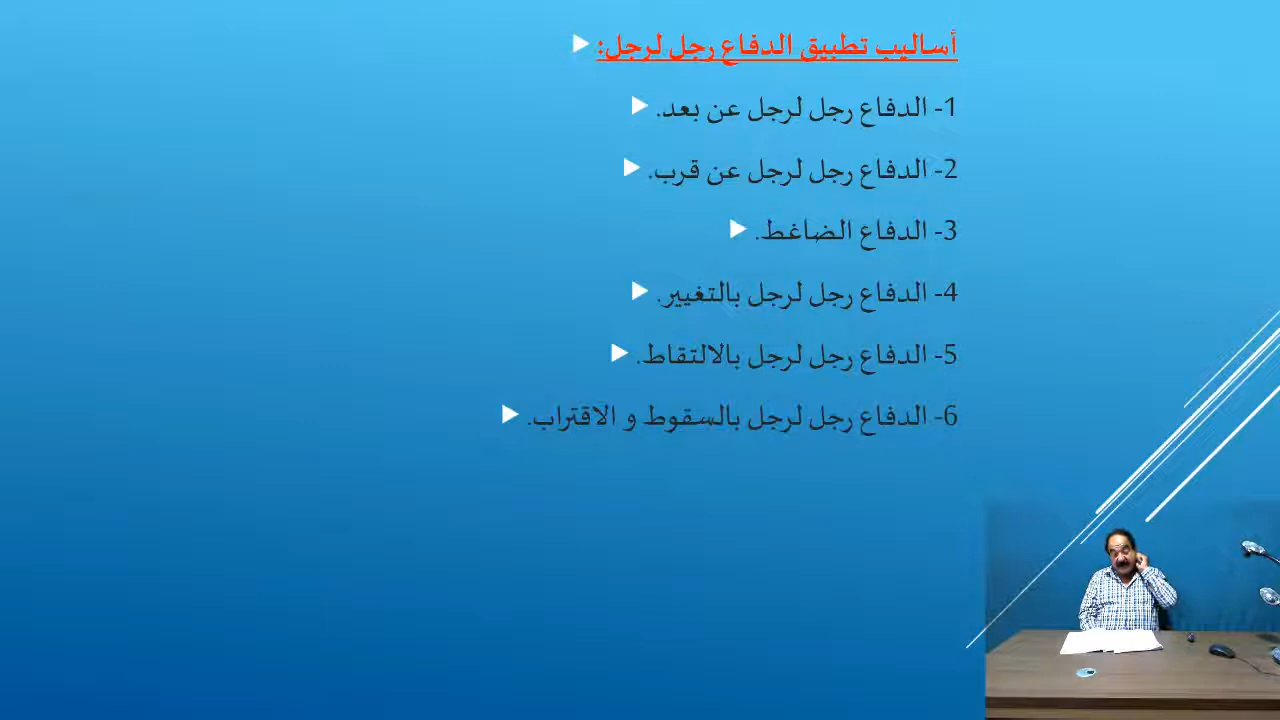 أساليب تطبيق الدفاع رجل لرجل:
1- الدفاع رجل لرجل عن بعد.
2- الدفاع رجل لرجل عن قرب.
3- الدفاع الضاغط.
4- الدفاع رجل لرجل بالتغيير.
5- الدفاع رجل لرجل بالالتقاط.
6- الدفاع رجل لرجل بالسقوط و الاقتراب.